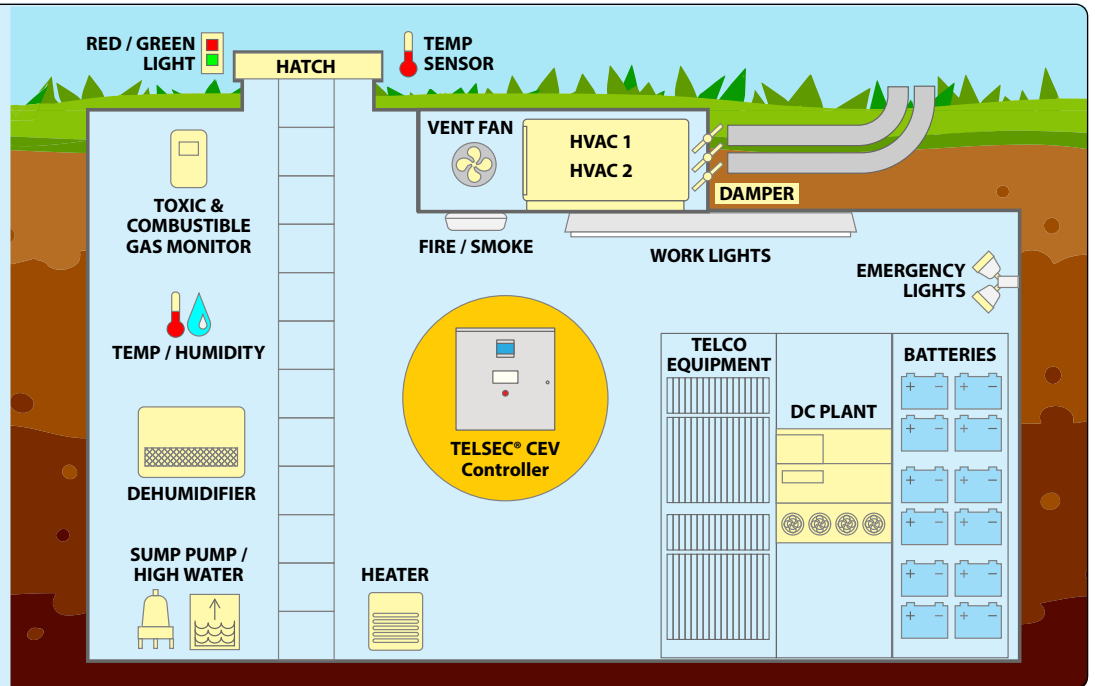 RED / GREEN
LIGHT
HATCH
TEMP
SENSOR
VENT FAN
HVAC 1
HVAC 2
DAMPER
TOXIC &
COMBUSTIBLE
GAS MONITOR
FIRE / SMOKE
WORK LIGHTS
EMERGENCY
LIGHTS
TEMP / HUMIDITY
TELSEC® CEV
Controller
TELCO
EQUIPMENT
DC PLANT
BATTERIES
+ - + -
+ - + -
+ - + -
+ - + -
+ - + -
+ - + -
DEHUMIDIFIER
SUMP PUMP /
HIGH WATER
HEATER